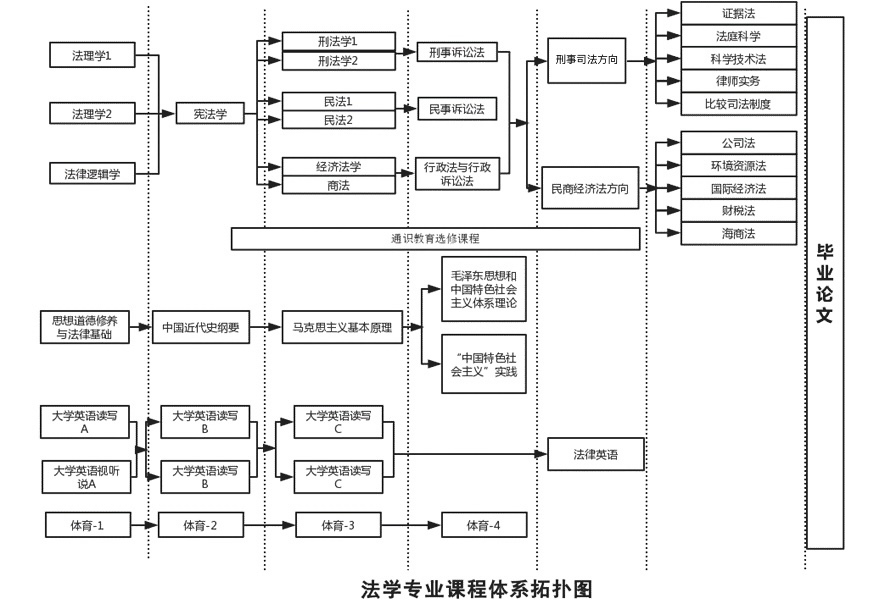 法理学1
法理学2
法律逻辑学
宪法学
刑法学1
刑法学2
民法1
民法2
经济法学
商法
刑事诉讼法
民事诉讼法
行政法与行政
诉讼法
刑事司法方向
民商经济法方向
证据法
法庭科学
科学技术法
律师实务
比较司法制度
公司法
环境资源法
国际经济法
财税法
海商法
通识教育选修课程
思想道德修养
与法律基础
中国近代史纲要
马克思主义基本原理
毛泽东思想和
中国特色社会
主义体系理论
“中国特色社
会主义”实践
大学英语读写
A
大学英语视听
说A
大学英语读写
B
大学英语读写
B
大学英语读写
C
大学英语读写
C
法律英语
体育-1
体育-2
体育-3
体育-4
毕业论文
法学专业课程体系拓扑图